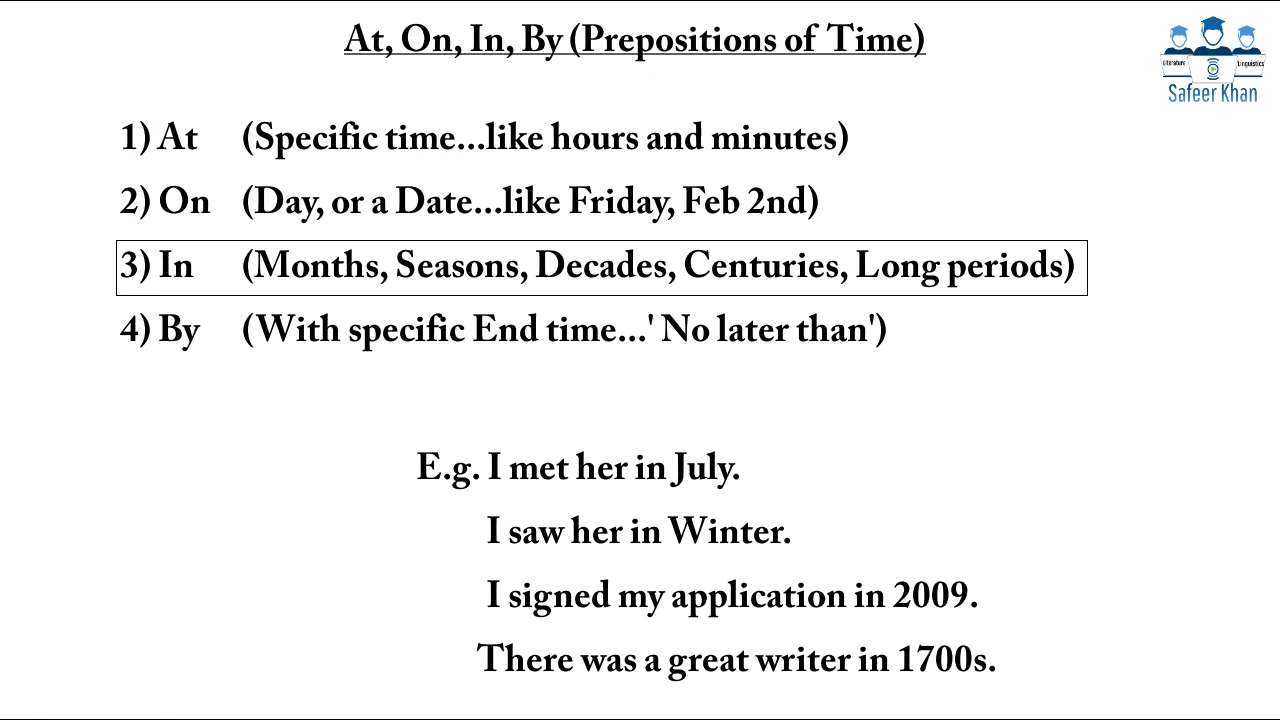 At, On, In, By (Prepositions of Time)
Literature
Linguistics
Safeer Khan
1) At (Specific time...like hours and minutes)
2) On (Day, or a Date...like Friday, Feb 2nd)
3) In (Months, Seasons, Decades, Centuries, Long periods)
4) By (With specific End time...' No later than')
E.g. I met her in July.
I saw her in Winter.
I signed my application in 2009.
There was a great writer in 1700s.